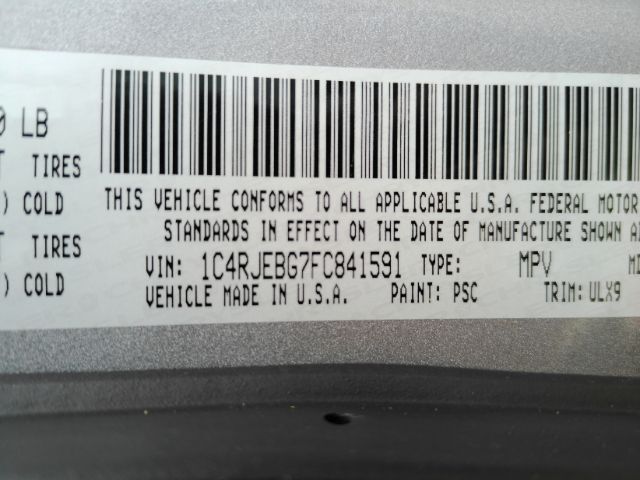 0 LB
TIRES
) COLD
TIRES
) COLD
THIS VEHICLE CONFORMS TO ALL APPLICABLE U.S.A. FEDERAL MOTOR
STANDARDS IN EFFECT ON THE DATE OF MANUFACTURE SHOWN
VIN: 1C4RJEBG7FC841591 TYPE: MPV
VEHICLE MADE IN U.S.A. PAINT: PSC TRIM: ULX9